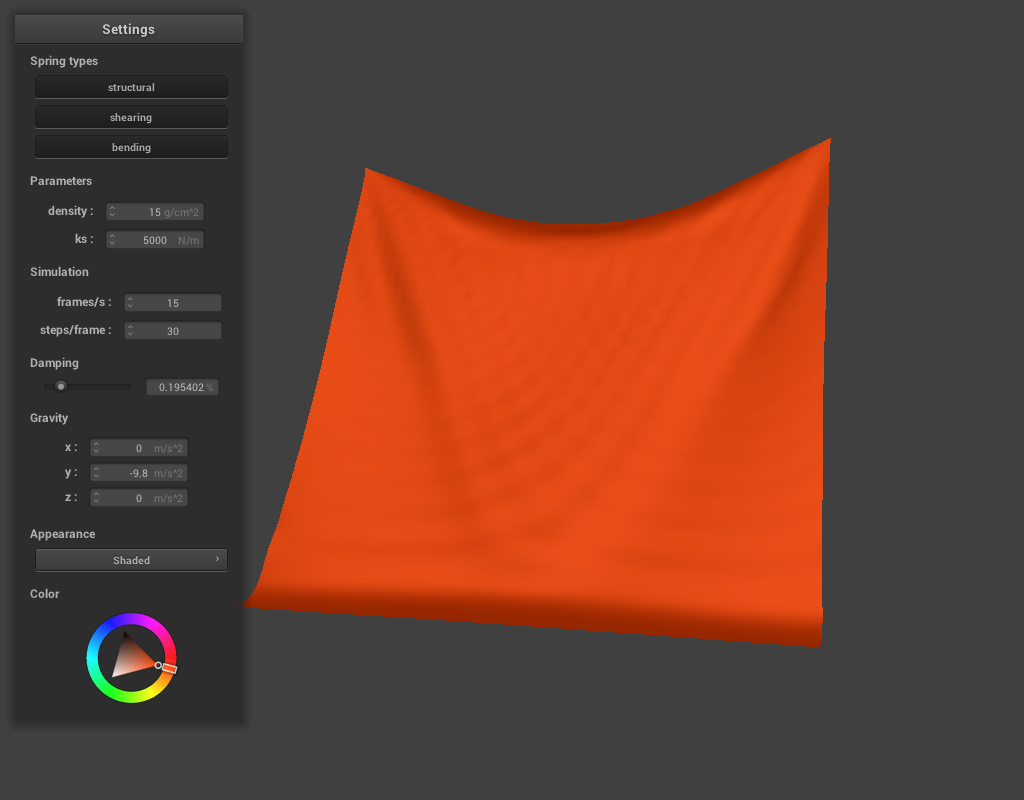 Settings
Spring types
structural
shearing
bending
Parameters
density : 15 g/cm^2
ks : 5000 N/m
Simulation
frames/s : 15
steps/frame : 30
Damping
0.195402 %
Gravity
x : 0 m/s^2
y : -9.8 m/s^2
z : 0 m/s^2
Appearance
Shaded ›
Color